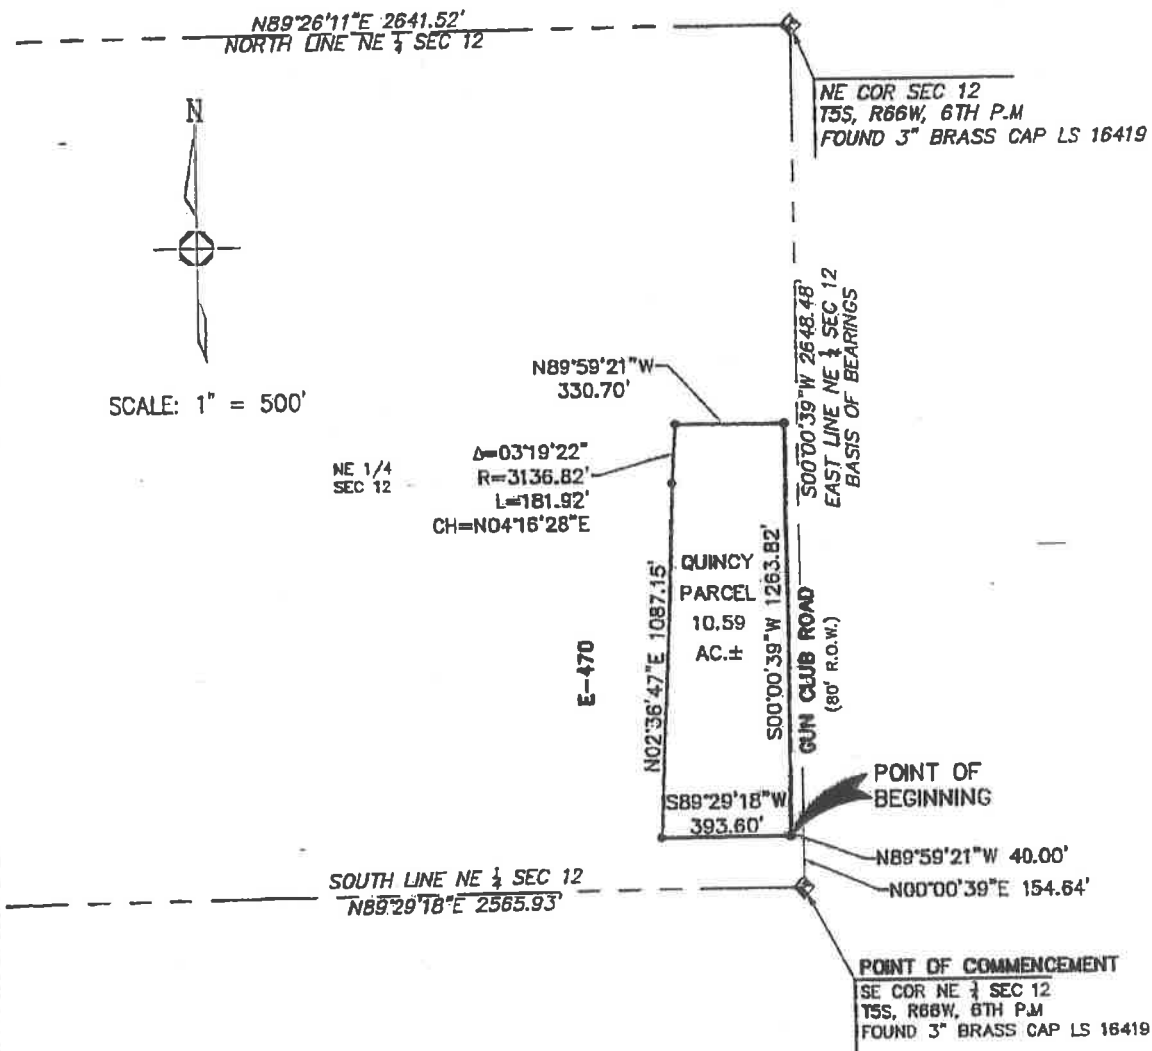 N89°26'11"E 2641.52'
NORTH LINE NE ¼ SEC 12
NE COR SEC 12
T5S, R66W, 6TH P.M
FOUND 3" BRASS CAP LS 16419
N
SCALE: 1" = 500'
S00°00'39"W 2648.48'
EAST LINE NE ¼ SEC 12
BASIS OF BEARINGS
N89°59'21"W
330.70'
NE 1/4
SEC 12
Δ=03°19'22"
R=3136.82'
L=181.92'
CH=N04°16'28"E
QUINCY
PARCEL
10.59
AC.±
N02°36'47"E 1087.15'
S00°00'39"W 1263.82'
E-470
GUN CLUB ROAD
(80' R.O.W.)
POINT OF
BEGINNING
S89°29'18"W
393.60'
N89°59'21"W 40.00'
N00°00'39"E 154.64'
SOUTH LINE NE ¼ SEC 12
N89°29'18"E 2565.93'
POINT OF COMMENCEMENT
SE COR NE ¼ SEC 12
T5S, R66W, 6TH P.M
FOUND 3" BRASS CAP LS 16419